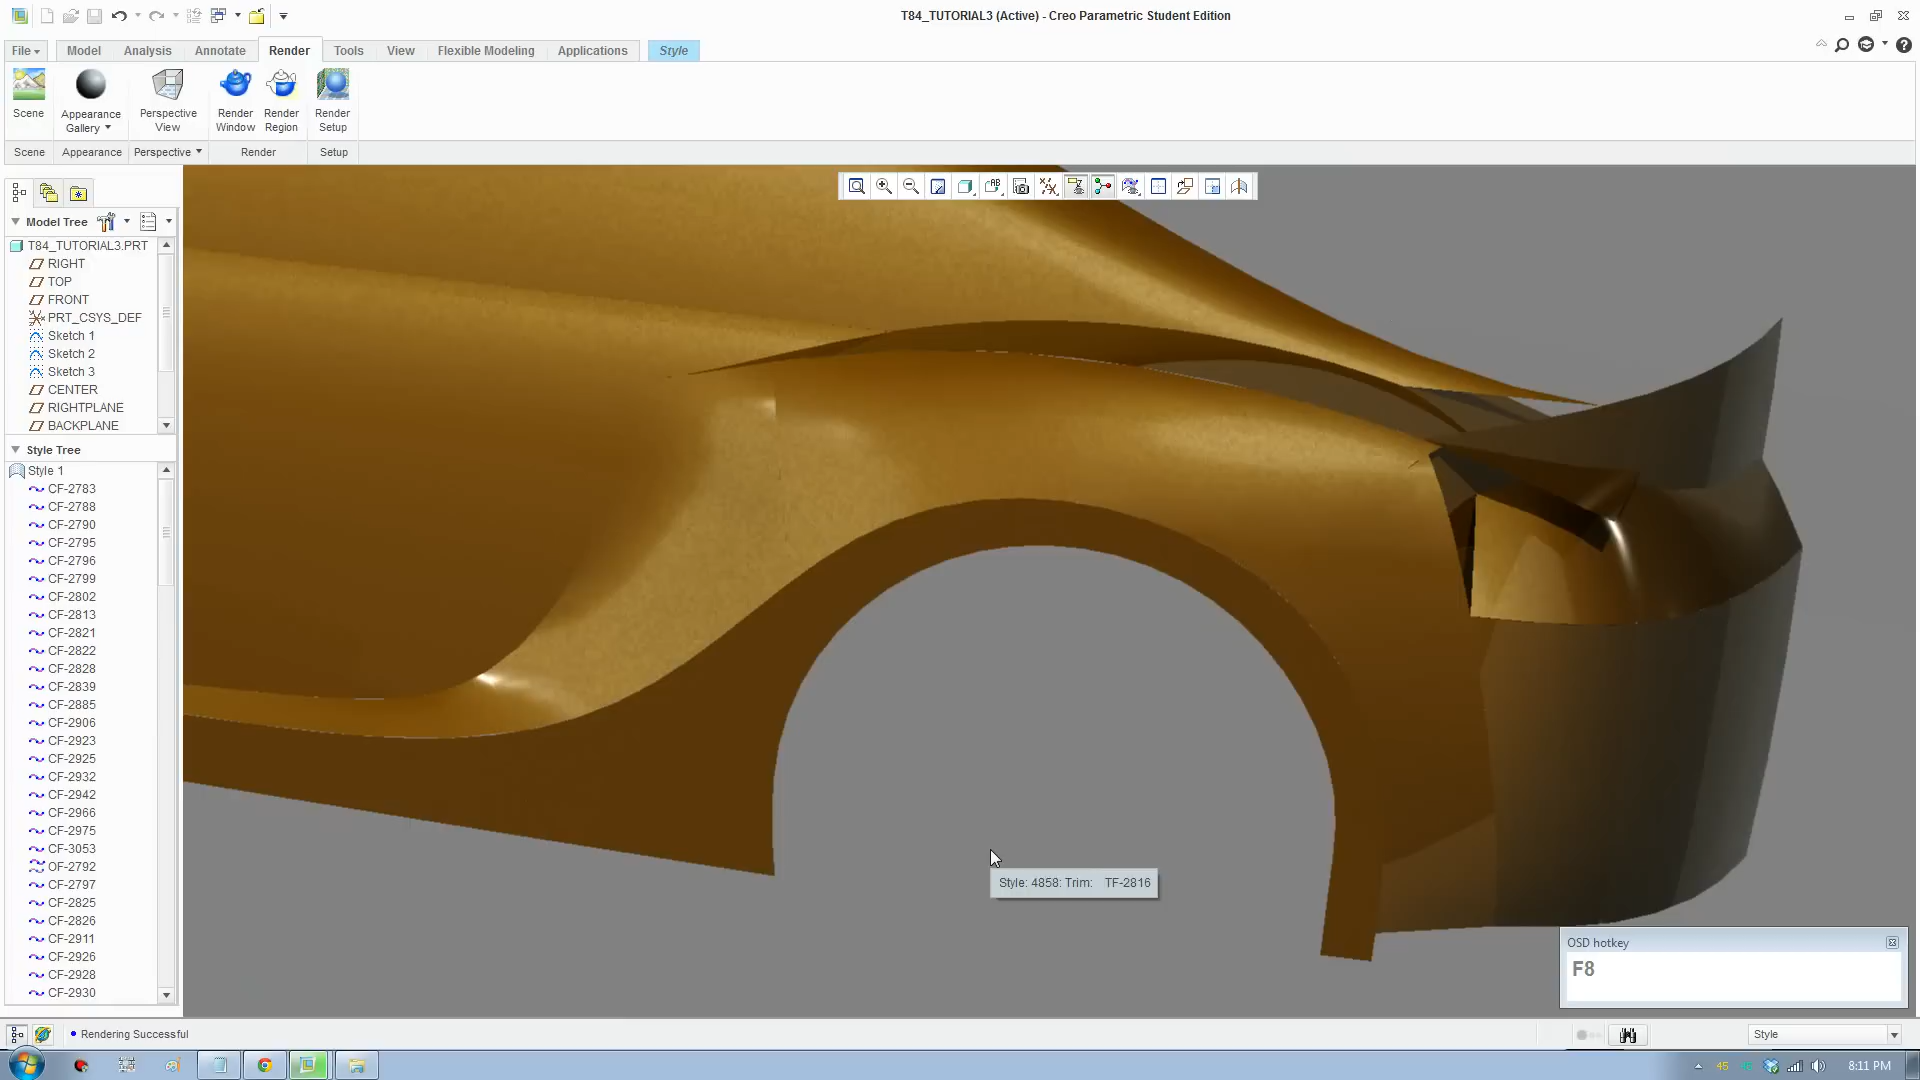 T84_TUTORIAL3 (Active) - Creo Parametric Student Edition
File
Model
Analysis
Annotate
Render
Tools
View
Flexible Modeling
Applications
Style
Scene
Appearance
Gallery
Perspective
View
Render
Window
Render
Region
Render
Setup
Scene
Appearance
Perspective
Render
Setup
Model Tree
T84_TUTORIAL3.PRT
RIGHT
TOP
FRONT
PRT_CSYS_DEF
Sketch 1
Sketch 2
Sketch 3
CENTER
RIGHTPLANE
BACKPLANE
Style Tree
Style 1
CF-2783
CF-2788
CF-2790
CF-2795
CF-2796
CF-2799
CF-2802
CF-2813
CF-2821
CF-2822
CF-2828
CF-2839
CF-2885
CF-2906
CF-2923
CF-2925
CF-2932
CF-2942
CF-2966
CF-2975
CF-3053
OF-2792
CF-2797
CF-2825
CF-2826
CF-2911
CF-2926
CF-2928
CF-2930
Style: 4858: Trim: TF-2816
OSD hotkey
F8
Rendering Successful
Style
45
8:11 PM